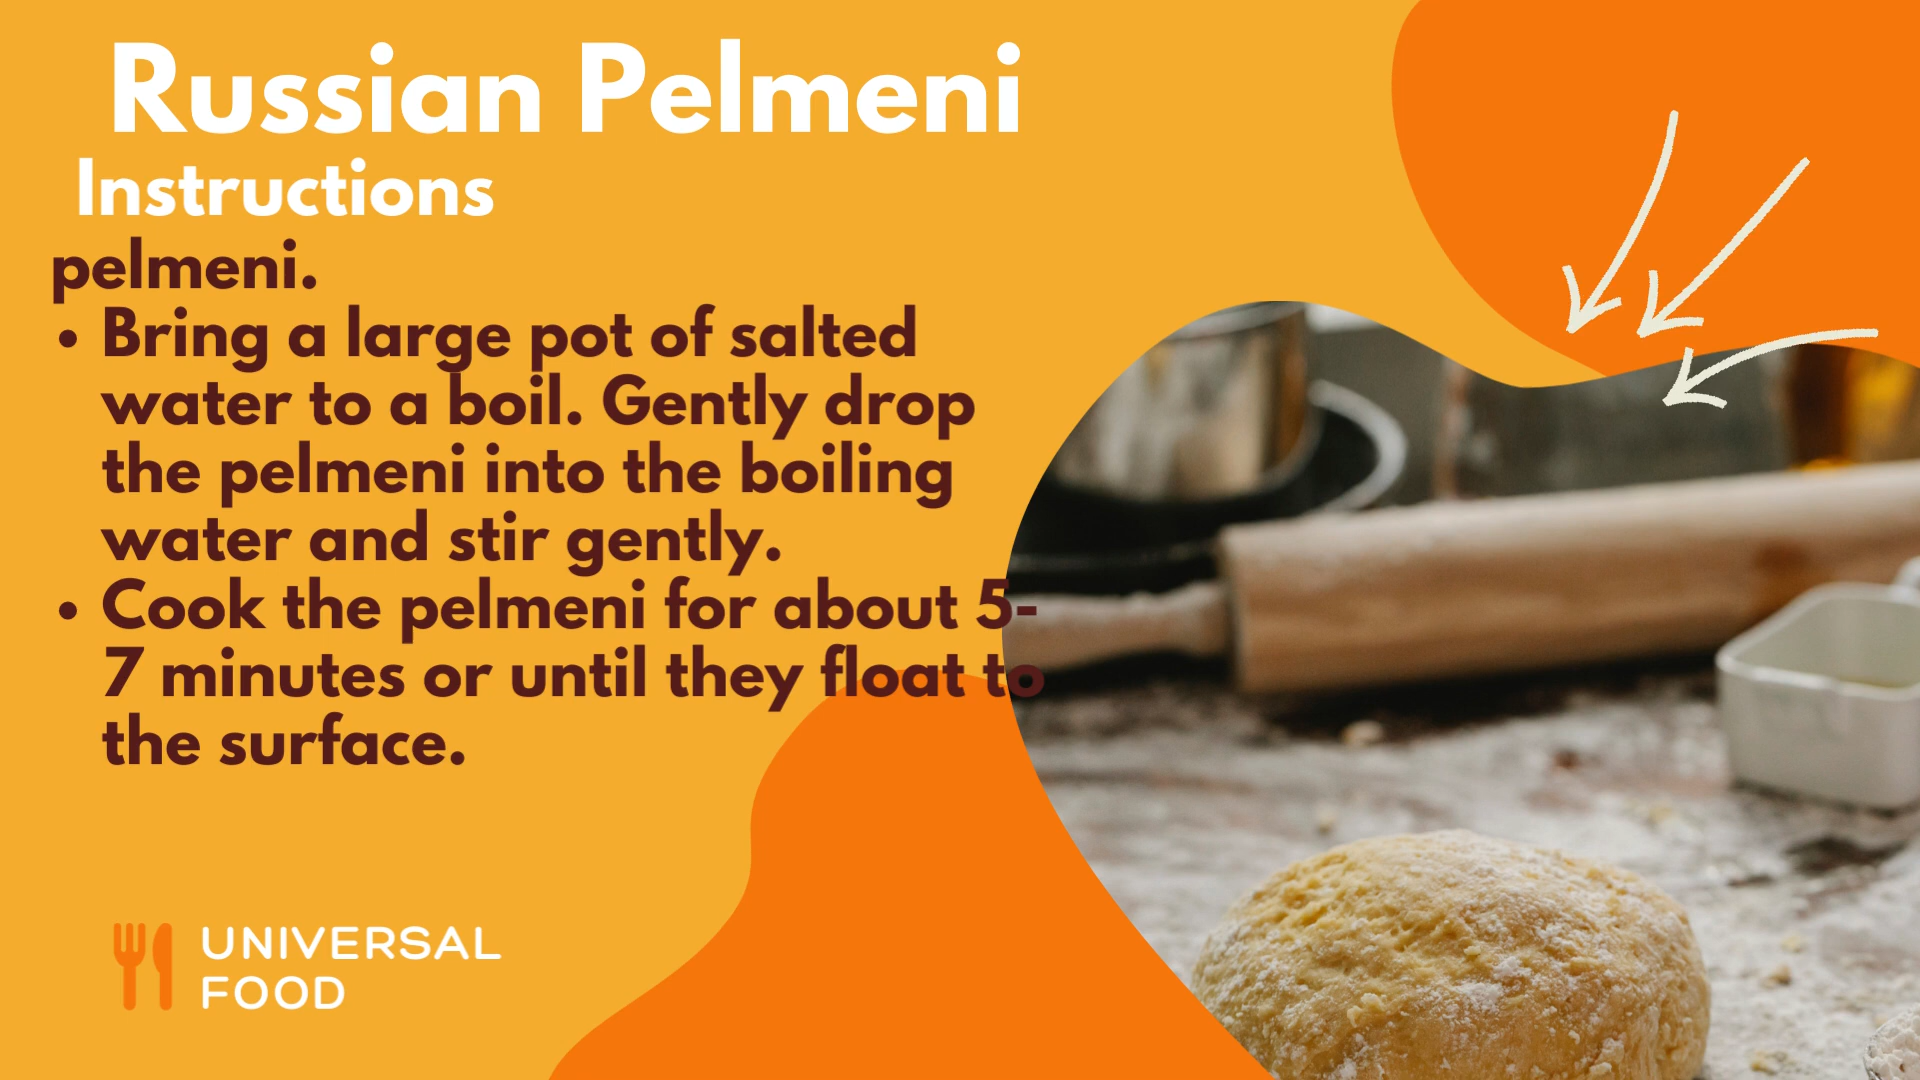 Russian Pelmeni
Instructions
pelmeni.
• Bring a large pot of salted
water to a boil. Gently drop
the pelmeni into the boiling
water and stir gently.
• Cook the pelmeni for about 5-
7 minutes or until they float to
the surface.
UNIVERSAL
FOOD